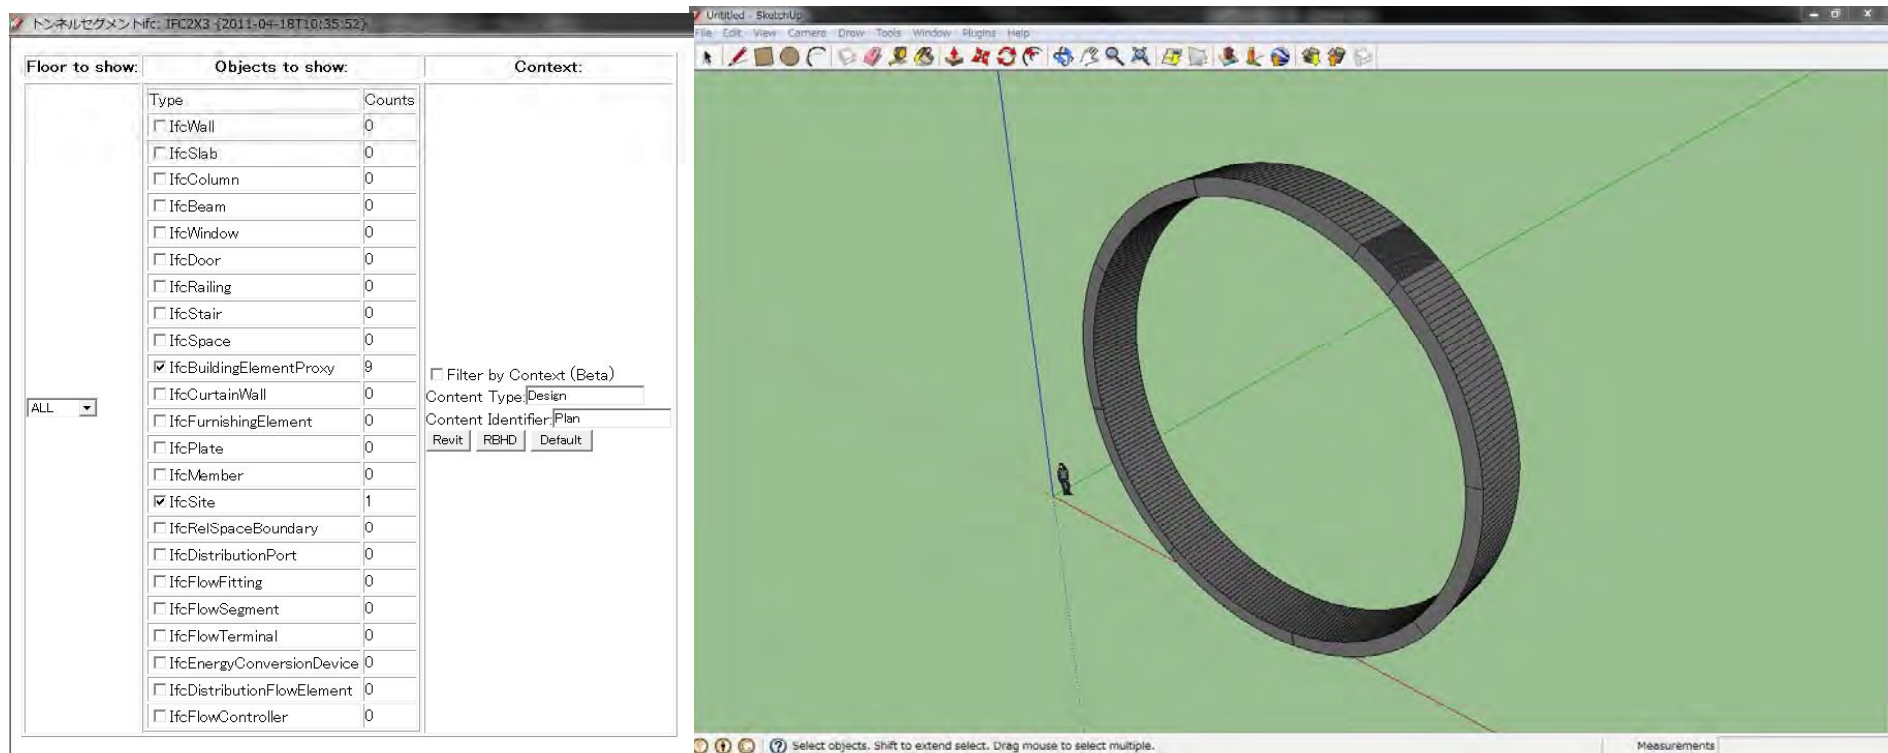 トンネルセグメントifc: IFC2X3 {2011-04-18T10:35:52}
Floor to show: Objects to show: Context:
Type Counts
IfcWall 0
IfcSlab 0
IfcColumn 0
IfcBeam 0
IfcWindow 0
IfcDoor 0
IfcRailing 0
IfcStair 0
IfcSpace 0
IfcBuildingElementProxy 9
IfcCurtainWall 0
IfcFurnishingElement 0
IfcPlate 0
IfcMember 0
IfcSite 1
IfcRelSpaceBoundary 0
IfcDistributionPort 0
IfcFlowFitting 0
IfcFlowSegment 0
IfcFlowTerminal 0
IfcEnergyConversionDevice 0
IfcDistributionFlowElement 0
IfcFlowController 0
ALL
Filter by Context (Beta)
Content Type: Design
Content Identifier: Plan
Revit RBHD Default
Untitled - SketchUp
File Edit View Camera Draw Tools Window Plugins Help
Select objects. Shift to extend select. Drag mouse to select multiple.
Measurements